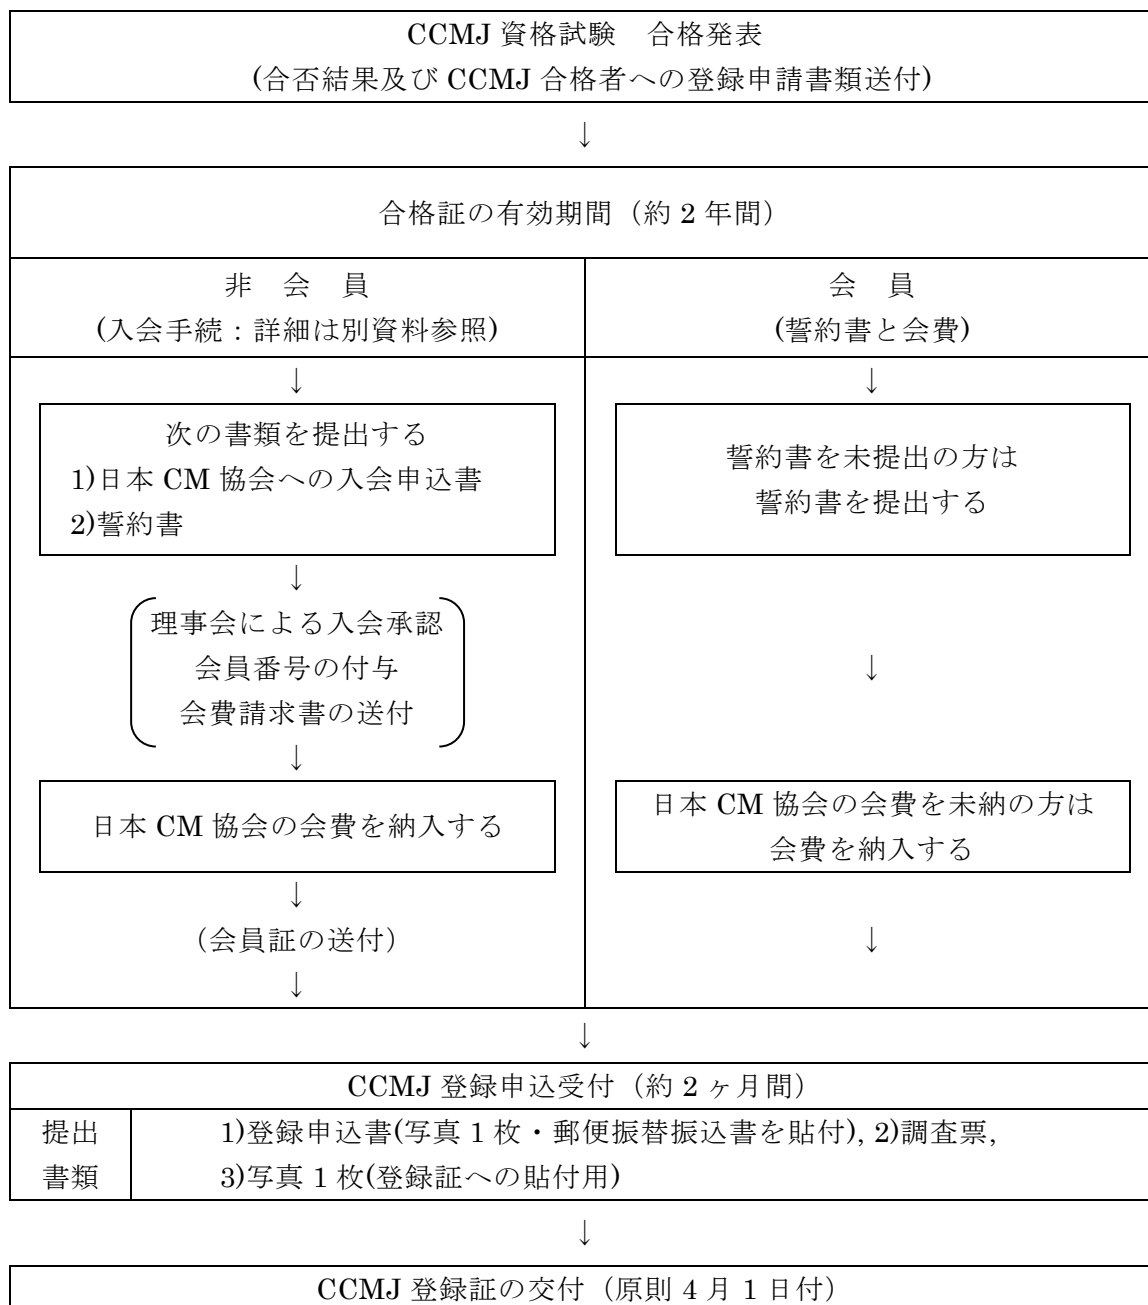 CCMJ 資格試験　合格発表
(合否結果及び CCMJ 合格者への登録申請書類送付)
↓
合格証の有効期間（約 2 年間）
非　会　員
(入会手続：詳細は別資料参照)
↓
次の書類を提出する
1)日本 CM 協会への入会申込書
2)誓約書
↓
理事会による入会承認
会員番号の付与
会費請求書の送付
↓
日本 CM 協会の会費を納入する
↓
（会員証の送付）
↓
会　員
(誓約書と会費)
↓
誓約書を未提出の方は
誓約書を提出する
↓
日本 CM 協会の会費を未納の方は
会費を納入する
↓
↓
CCMJ 登録申込受付（約 2 ヶ月間）
提出
書類
1)登録申込書(写真 1 枚・郵便振替振込書を貼付), 2)調査票,
3)写真 1 枚(登録証への貼付用)
↓
CCMJ 登録証の交付（原則 4 月 1 日付）